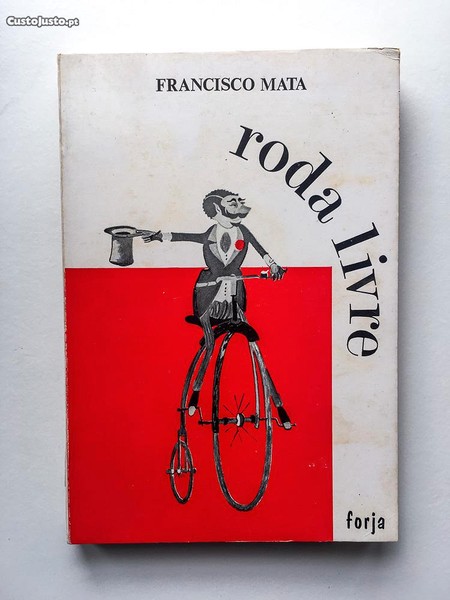 CustoJusto.pt
FRANCISCO MATA
roda livre
forja